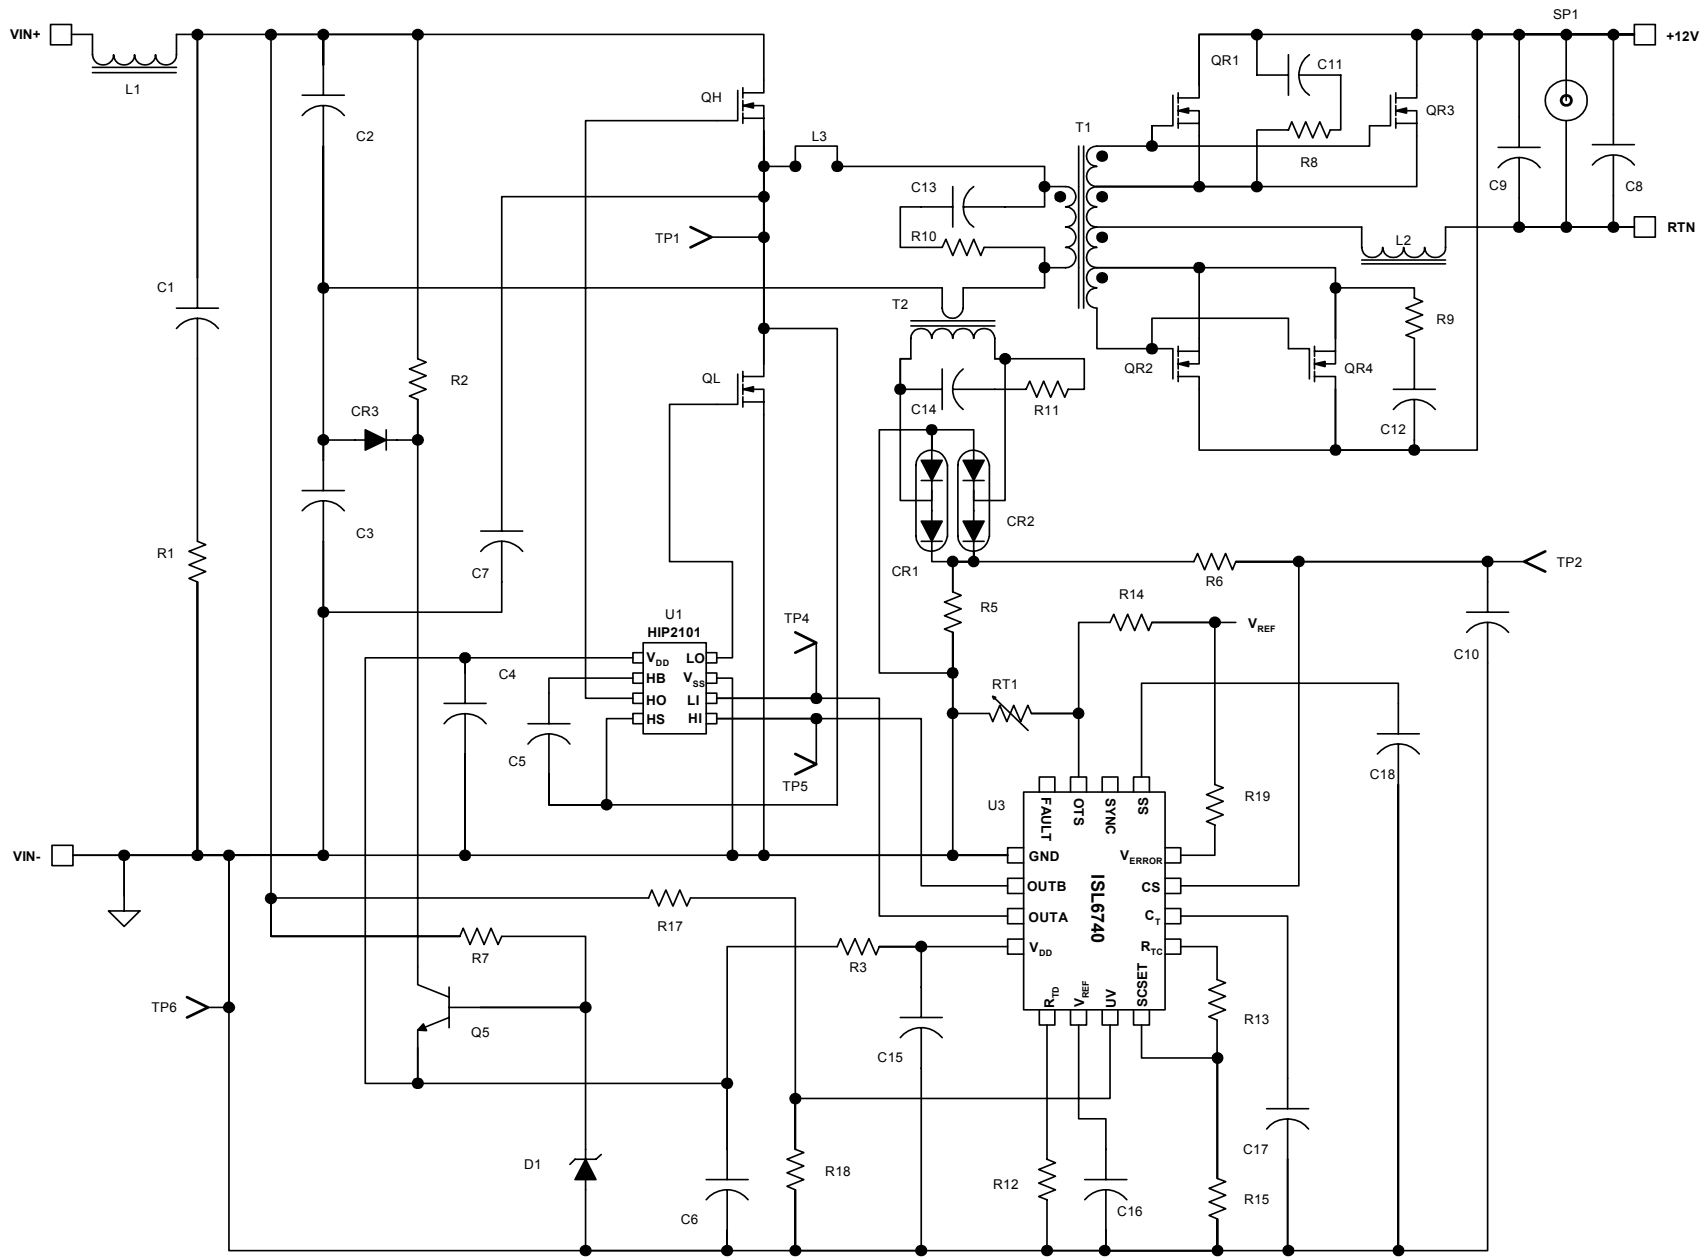 SP1
VIN+
+12V
QR1
C11
L1
QH
QR3
T1
C2
L3
R8
C9
C8
C13
TP1
R10
L2
RTN
C1
T2
R9
QL
QR2
QR4
R2
CR3
C14
R11
C12
C3
CR2
R1
C7
CR1
R6
TP2
R5
R14
U1
TP4
HIP2101
VREF
C10
VDD LO
C4
HB VSS
RT1
HO LI
HS HI
C5
TP5
C18
U3
FAULT
OTS
SYNC
SS
R19
VIN-
GND
VERROR
OUTB
CS
ISL6740
OUTA
CT
R17
VDD
RTC
R7
R3
RTD
VREF
UV
SCSET
TP6
Q5
R13
C15
C17
D1
R18
R12
R15
C6
C16